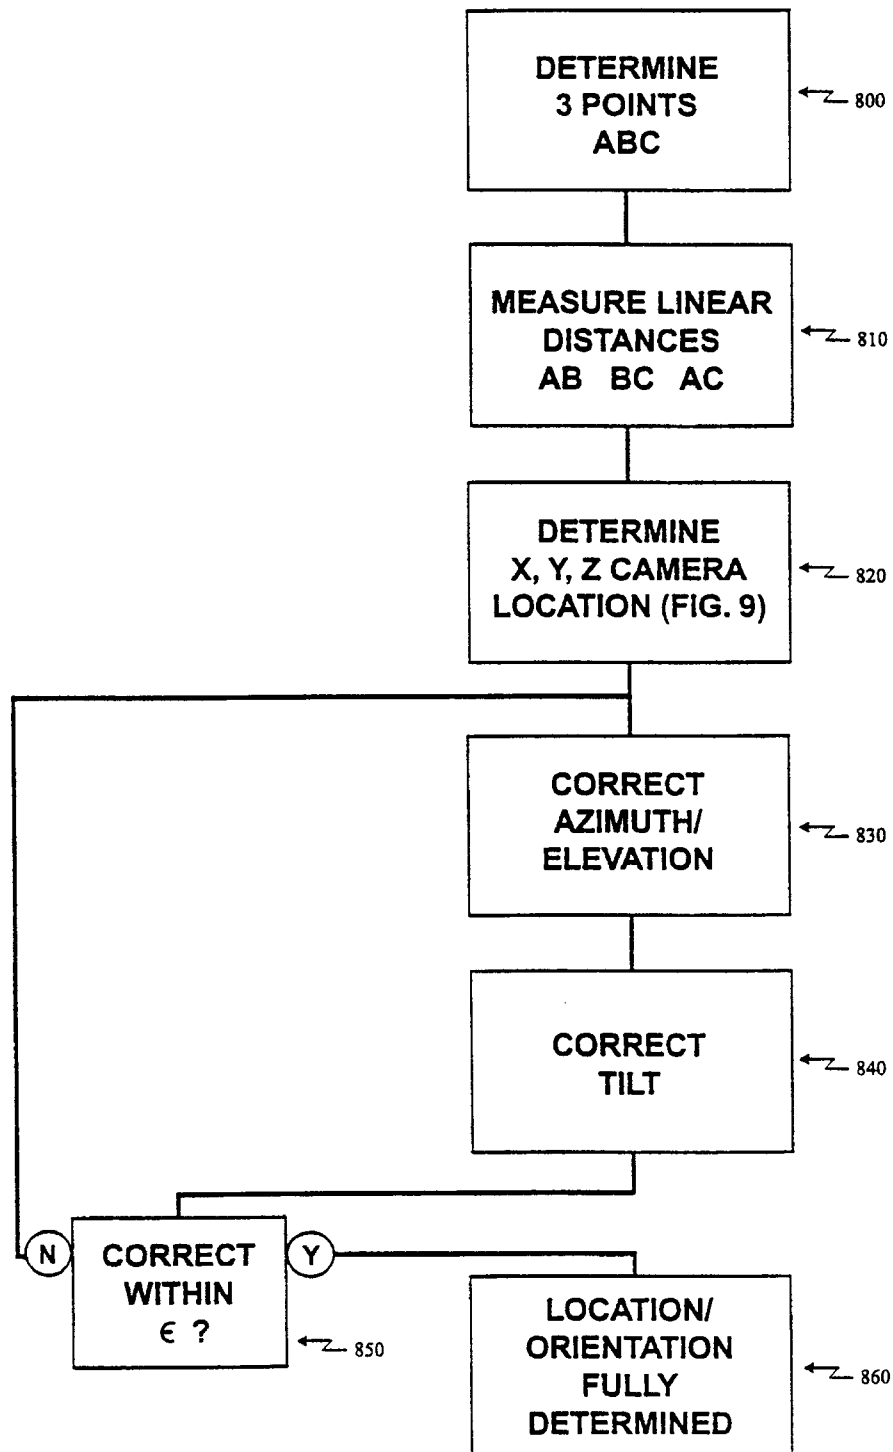 DETERMINE
3 POINTS
ABC
800
MEASURE LINEAR
DISTANCES
AB BC AC
810
DETERMINE
X, Y, Z CAMERA
LOCATION (FIG. 9)
820
CORRECT
AZIMUTH/
ELEVATION
830
CORRECT
TILT
840
N
CORRECT
WITHIN
ϵ ?
Y
850
LOCATION/
ORIENTATION
FULLY
DETERMINED
860